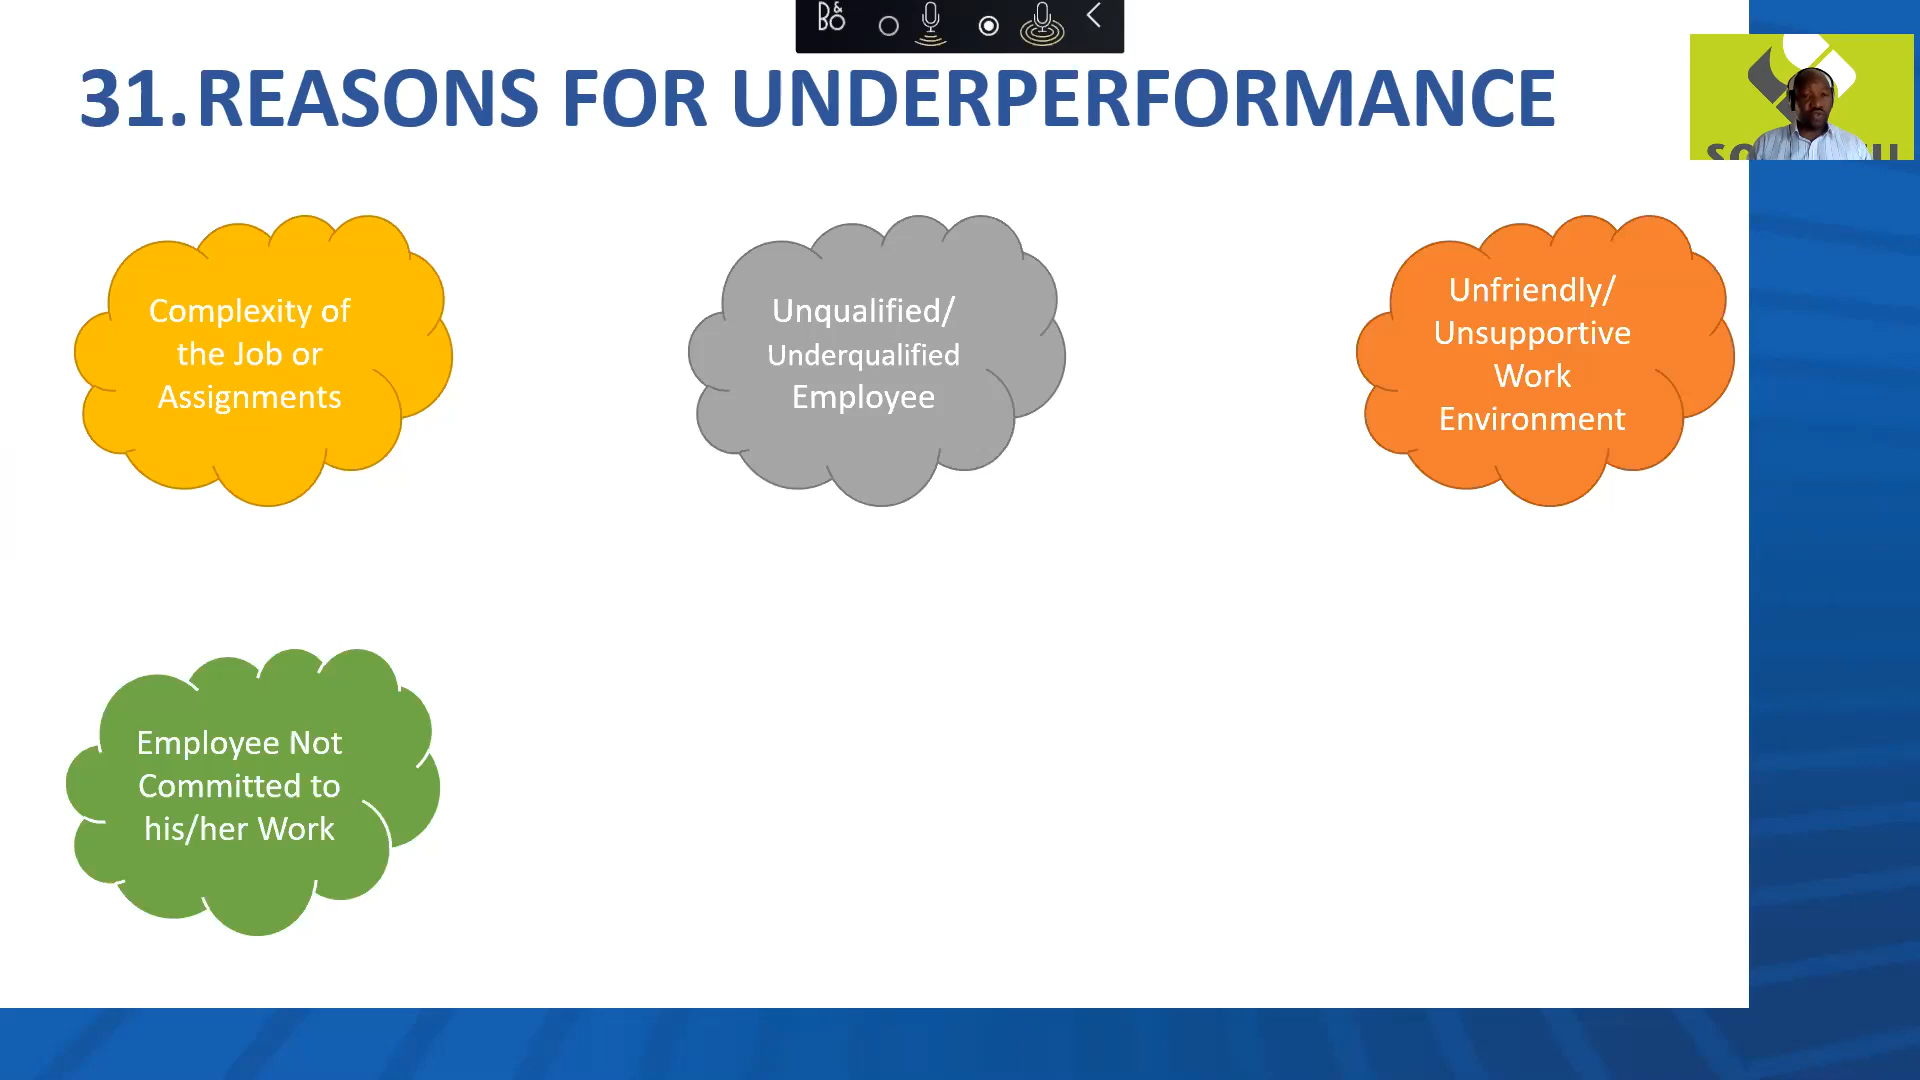 B&O
31. REASONS FOR UNDERPERFORMANCE
Complexity of
the Job or
Assignments
Unqualified/
Underqualified
Employee
Unfriendly/
Unsupportive
Work
Environment
Employee Not
Committed to
his/her Work